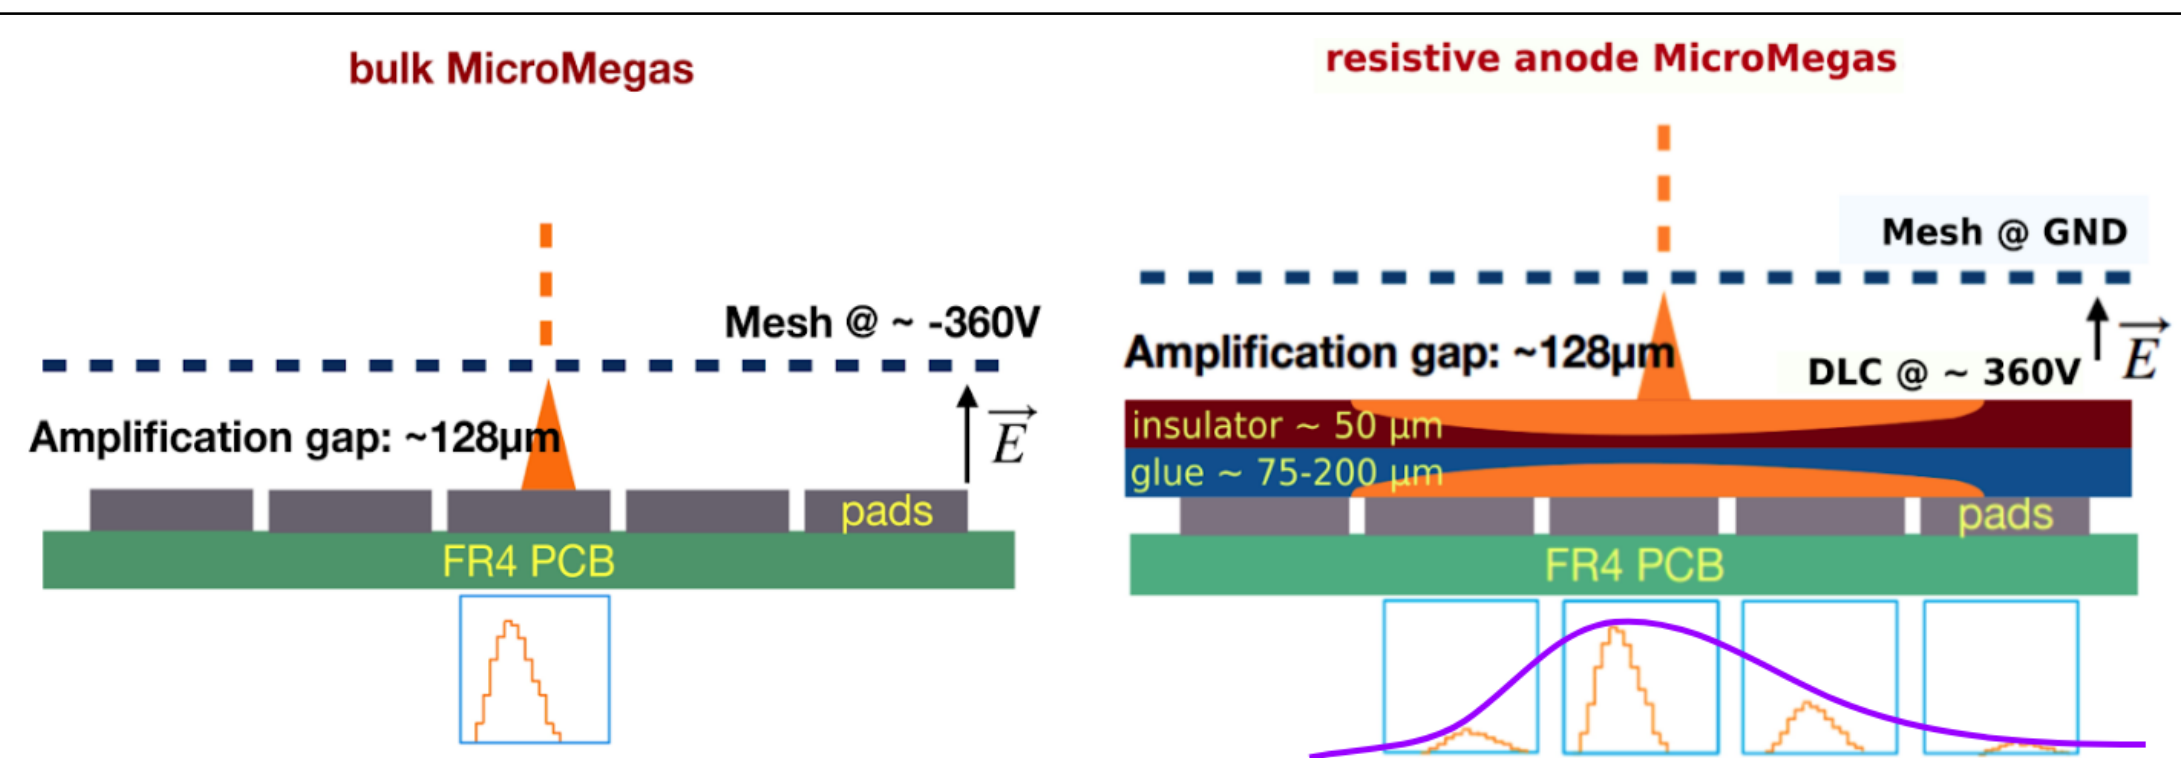 bulk MicroMegas
Mesh @ ~ -360V
Amplification gap: ~128µm
E
pads
FR4 PCB
resistive anode MicroMegas
Mesh @ GND
Amplification gap: ~128µm
DLC @ ~ 360V
E
insulator ~ 50 µm
glue ~ 75-200 µm
pads
FR4 PCB